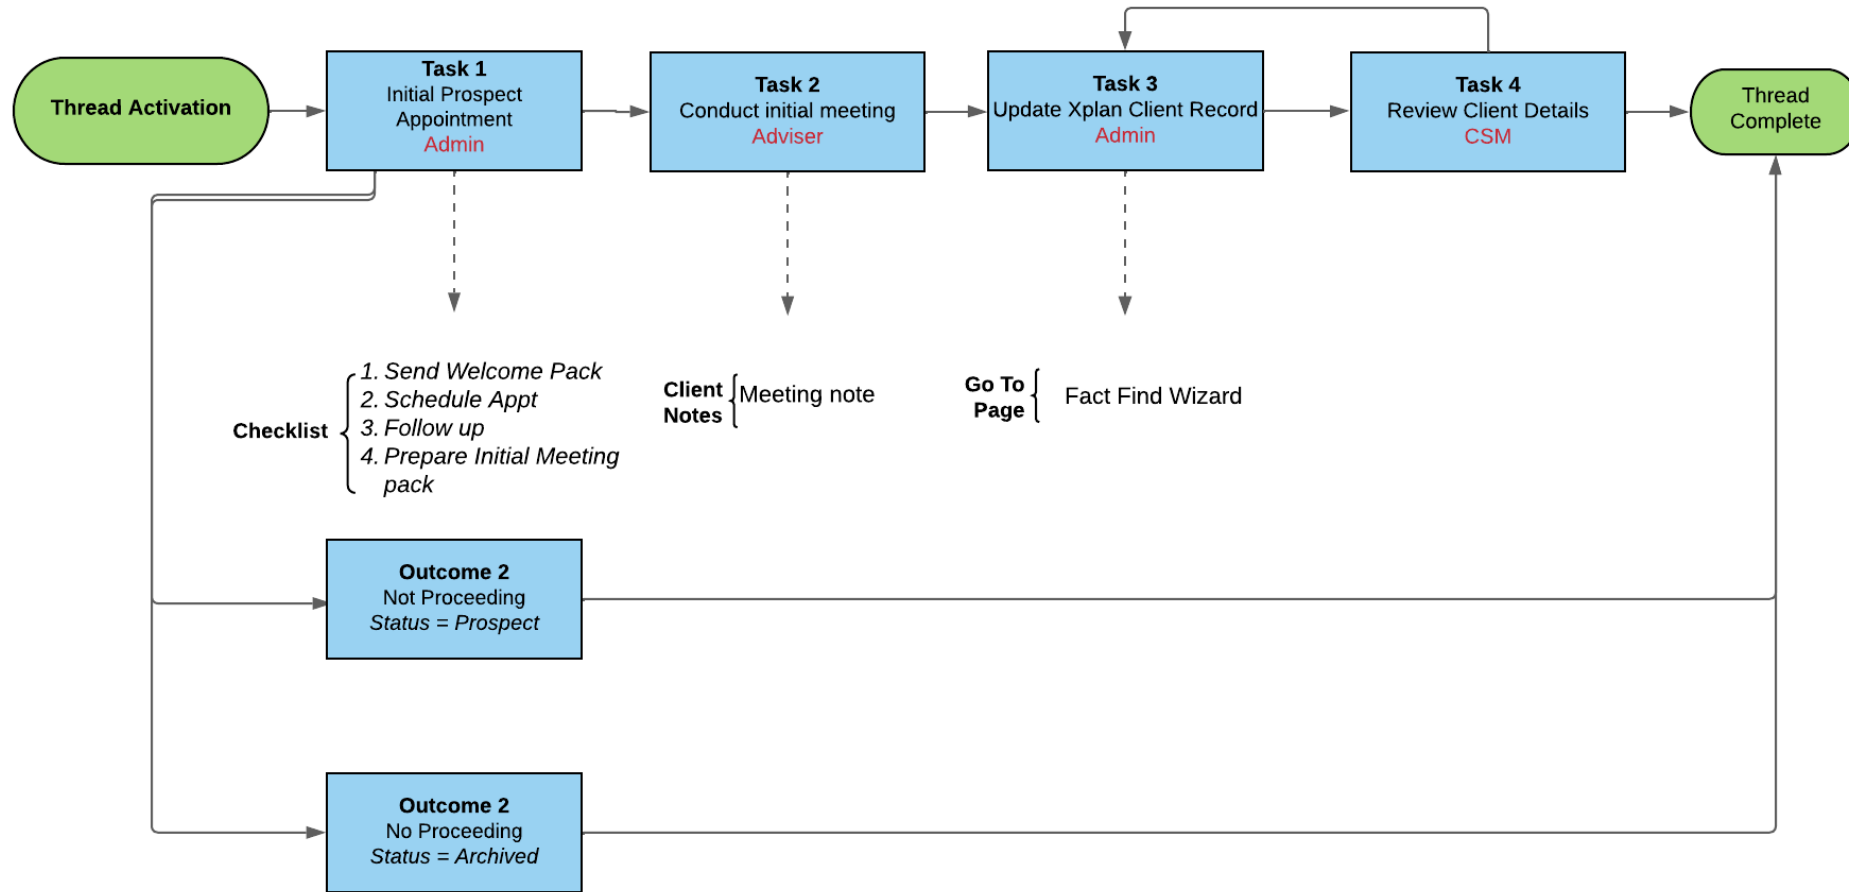 Thread Activation
Task 1
Initial Prospect
Appointment
Admin
Task 2
Conduct initial meeting
Adviser
Task 3
Update Xplan Client Record
Admin
Task 4
Review Client Details
CSM
Thread
Complete
Checklist
1. Send Welcome Pack
2. Schedule Appt
3. Follow up
4. Prepare Initial Meeting
pack
Client
Notes
Meeting note
Go To
Page
Fact Find Wizard
Outcome 2
Not Proceeding
Status = Prospect
Outcome 2
No Proceeding
Status = Archived